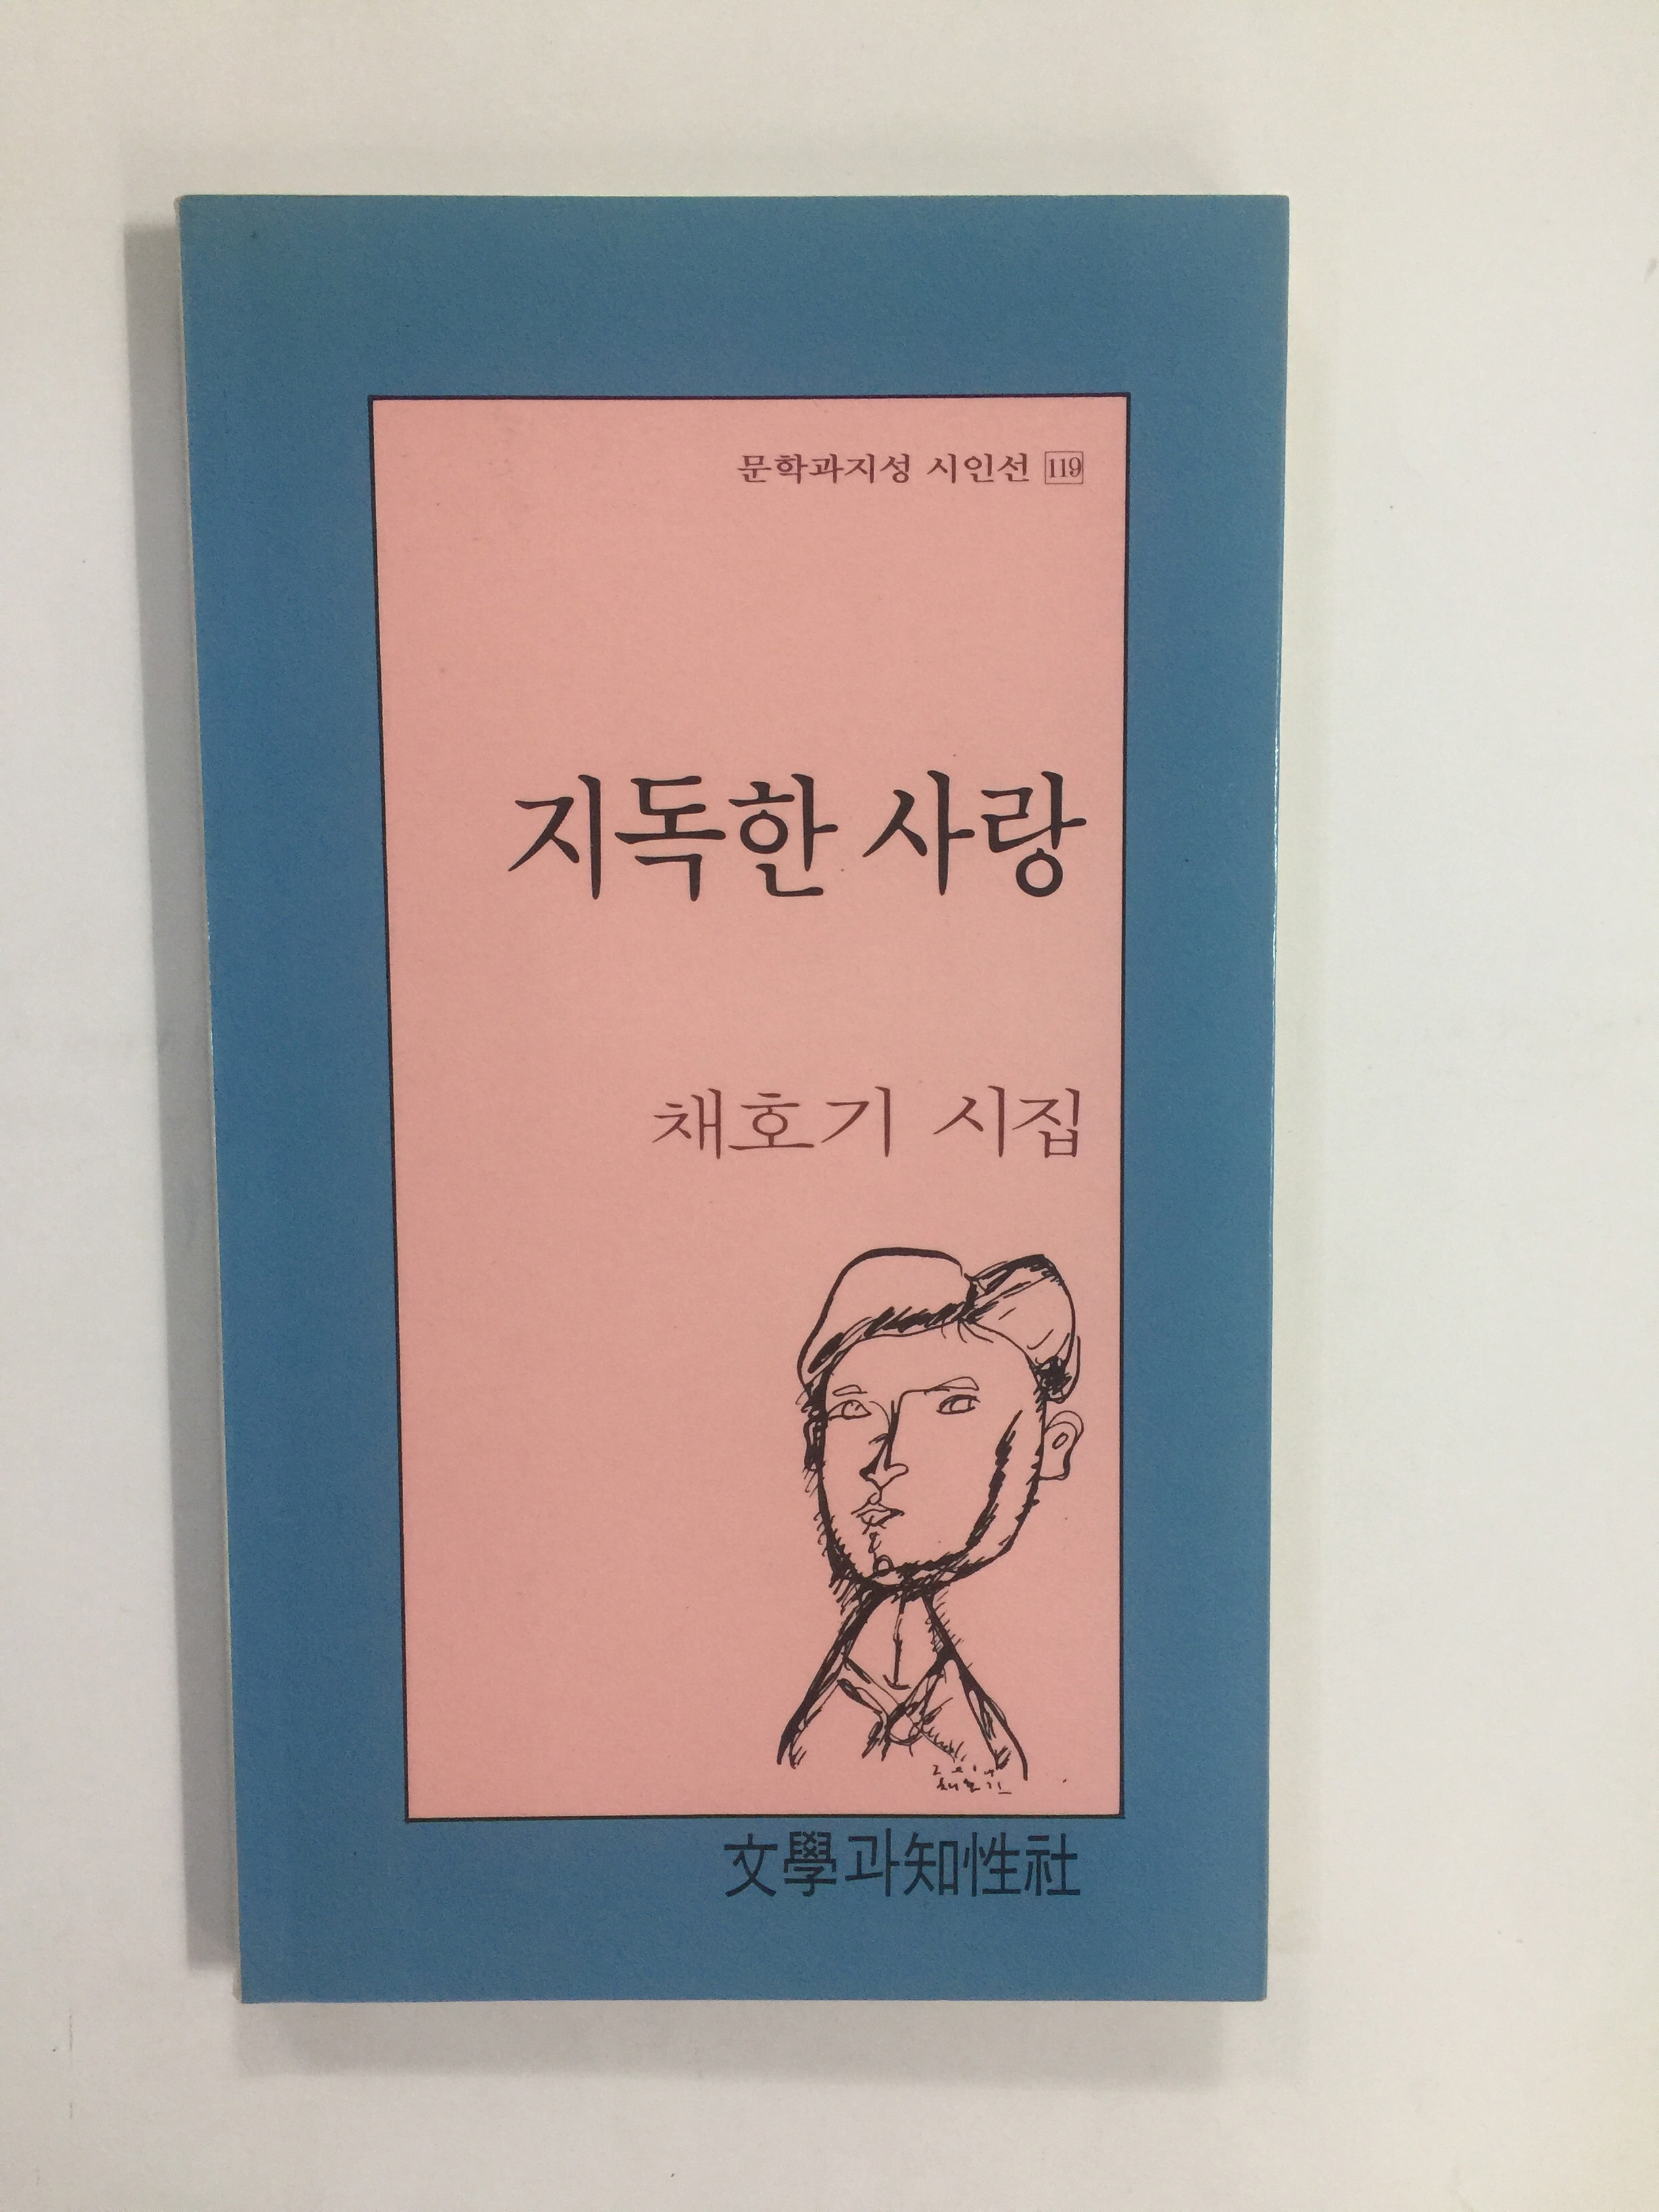 문학과지성 시인선 119
지독한 사랑
채호기 시집
文學과知性社